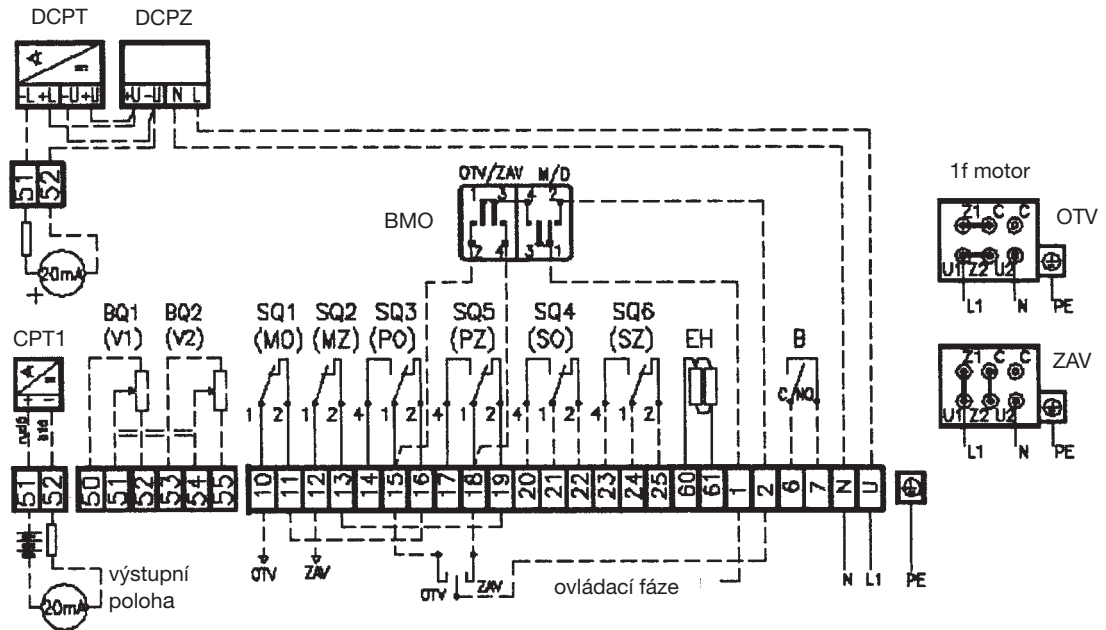 DCPT DCPZ
-L +L -U +U +U -U N L
51 52
20mA
+
OTV/ZAV M/D
1 3 4 2
BMO
2 4 3 1
1f motor
Z1 C C
OTV
U1 Z2 U2
L1 N PE
CPT1
+ -
BQ1 BQ2 SQ1 SQ2 SQ3 SQ5 SQ4 SQ6 EH B
(V1) (V2) (MO) (MZ) (PO) (PZ) (SO) (SZ)
1 2 1 2 4 1 2 4 1 2 4 1 2 4 1 2 C NO
Z1 C C
ZAV
U1 Z2 U2
L1 N PE
51 52 50 51 52 53 54 55 10 11 12 13 14 15 16 17 18 19 20 21 22 23 24 25 60 61 1 2 6 7 N U
OTV ZAV
OTV ZAV
výstupní
poloha
ovládací fáze
N L1 PE
20mA